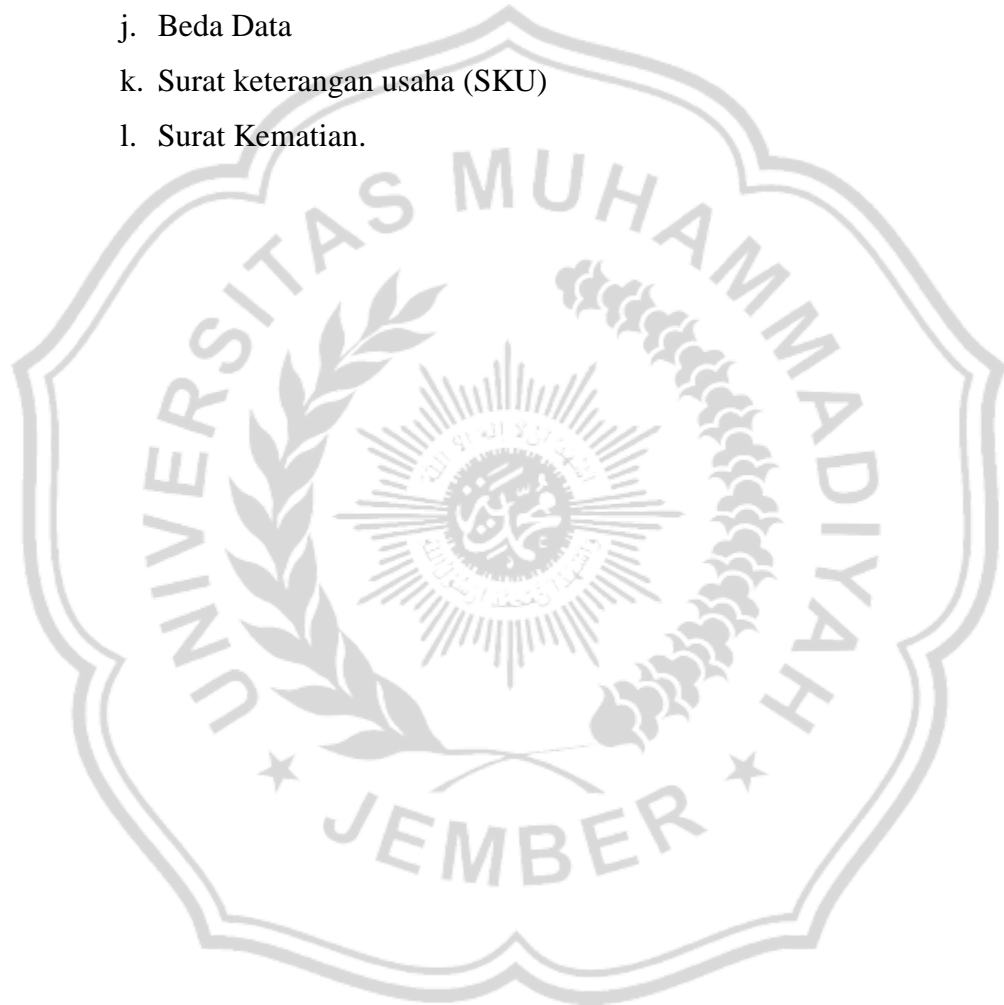 j. Beda Data
k. Surat keterangan usaha (SKU)
l. Surat Kematian.
UNIVERSITAS MUHAMMADIYAH
JEMBER